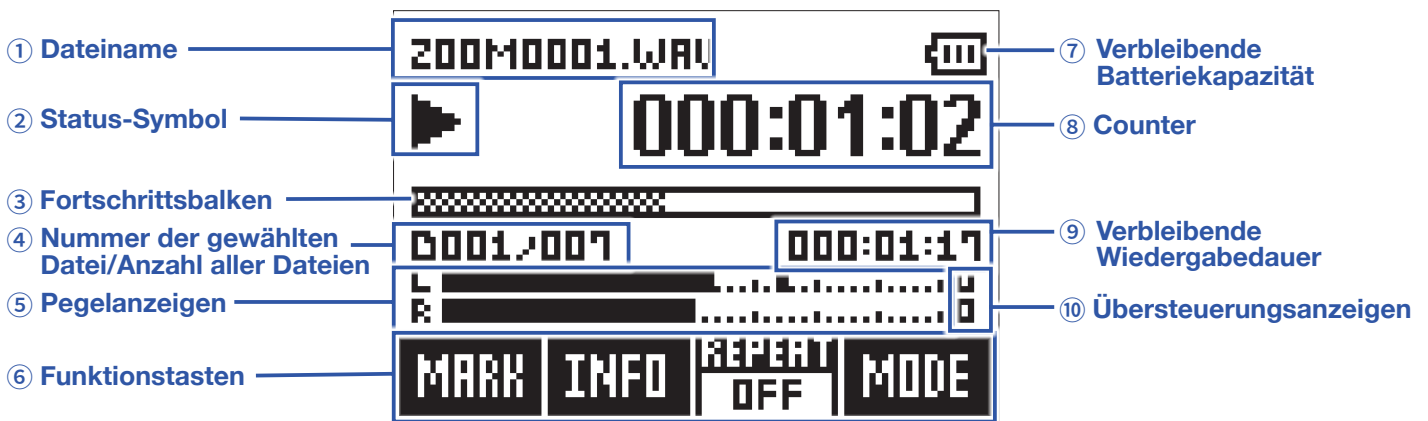 ① Dateiname
② Status-Symbol
③ Fortschrittsbalken
④ Nummer der gewählten
Datei/Anzahl aller Dateien
⑤ Pegelanzeigen
⑥ Funktionstasten
ZOOM0001.WAV
000:01:02
001/007
000:01:17
L
R
MARK
INFO
REPEAT
OFF
MODE
⑦ Verbleibende
Batteriekapazität
⑧ Counter
⑨ Verbleibende
Wiedergabedauer
⑩ Übersteuerungsanzeigen